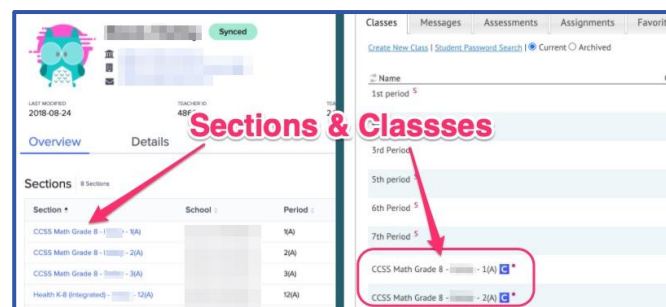 Synced
LAST MODIFIED
2018-08-24
TEACHER ID
Overview
Details
Sections
8 Sections
Section
School
Period
CCSS Math Grade 8 - - 1(A)
1(A)
CCSS Math Grade 8 - - 2(A)
2(A)
CCSS Math Grade 8 - - 3(A)
3(A)
Health K-8 (Integrated) - - 12(A)
12(A)
Sections & Classses
Classes
Messages
Assessments
Assignments
Create New Class | Student Password Search | Current Archived
Name
1st period S
3rd Period
5th period S
6th Period S
7th Period S
CCSS Math Grade 8 - - 1(A) C *
CCSS Math Grade 8 - - 2(A) C *